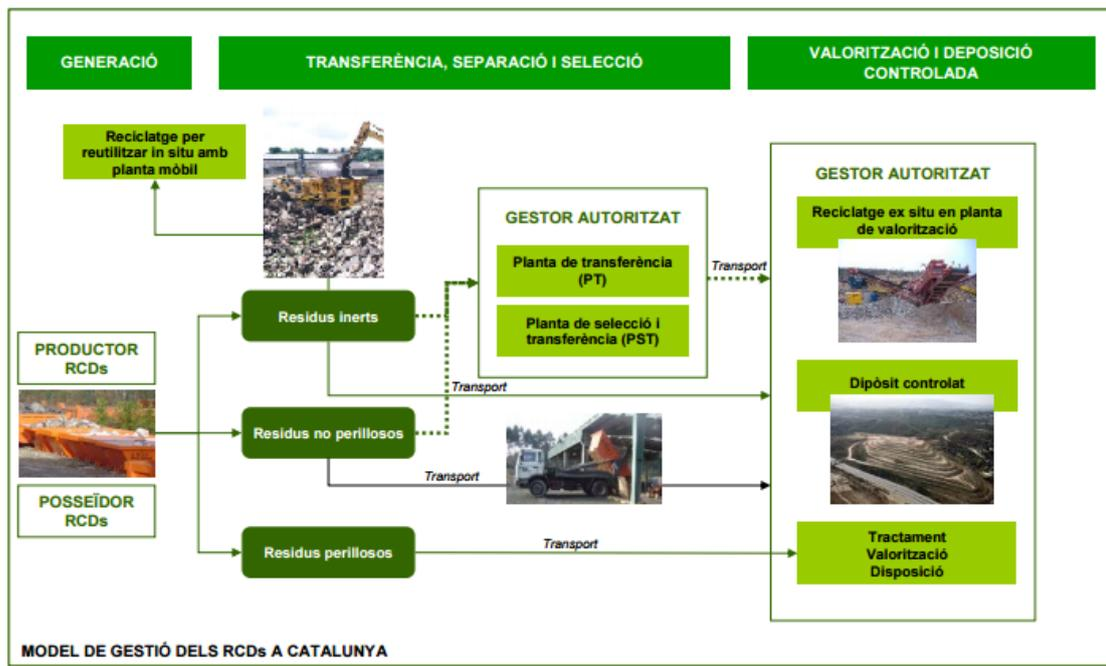 GENERACIÓ
TRANSFERÈNCIA, SEPARACIÓ I SELECCIÓ
VALORITZACIÓ I DEPOSICIÓ
CONTROLADA
Reciclatge per
reutilitzar in situ amb
planta mòbil
GESTOR AUTORITZAT
Planta de transferència
(PT)
Planta de selecció i
transferència (PST)
Transport
GESTOR AUTORITZAT
Reciclatge ex situ en planta
de valorització
Residus inerts
PRODUCTOR
RCDs
Transport
Dipòsit controlat
Residus no perillosos
Transport
POSSEÏDOR
RCDs
Residus perillosos
Transport
Tractament
Valorització
Disposició
MODEL DE GESTIÓ DELS RCDs A CATALUNYA